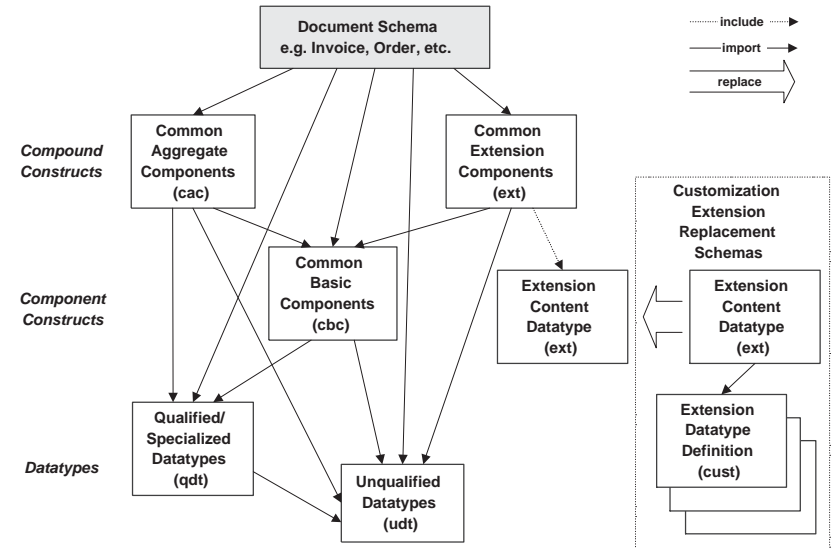 Document Schema
e.g. Invoice, Order, etc.
include
import
replace
Compound
Constructs
Common
Aggregate
Components
(cac)
Common
Extension
Components
(ext)
Customization
Extension
Replacement
Schemas
Component
Constructs
Common
Basic
Components
(cbc)
Extension
Content
Datatype
(ext)
Extension
Content
Datatype
(ext)
Datatypes
Qualified/
Specialized
Datatypes
(qdt)
Unqualified
Datatypes
(udt)
Extension
Datatype
Definition
(cust)